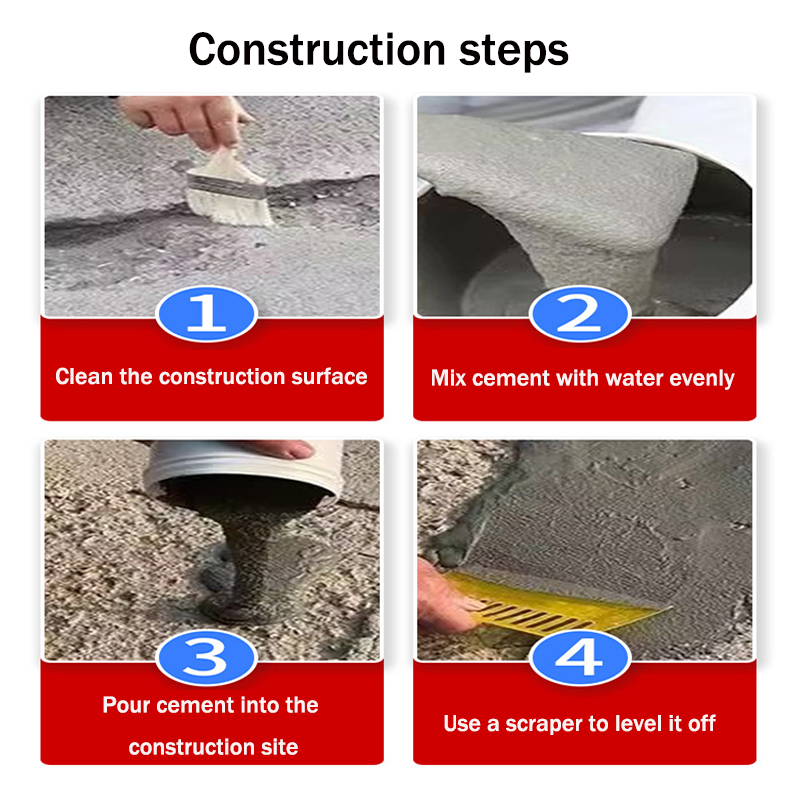 Construction steps
1
Clean the construction surface
2
Mix cement with water evenly
3
Pour cement into the
construction site
4
Use a scraper to level it off